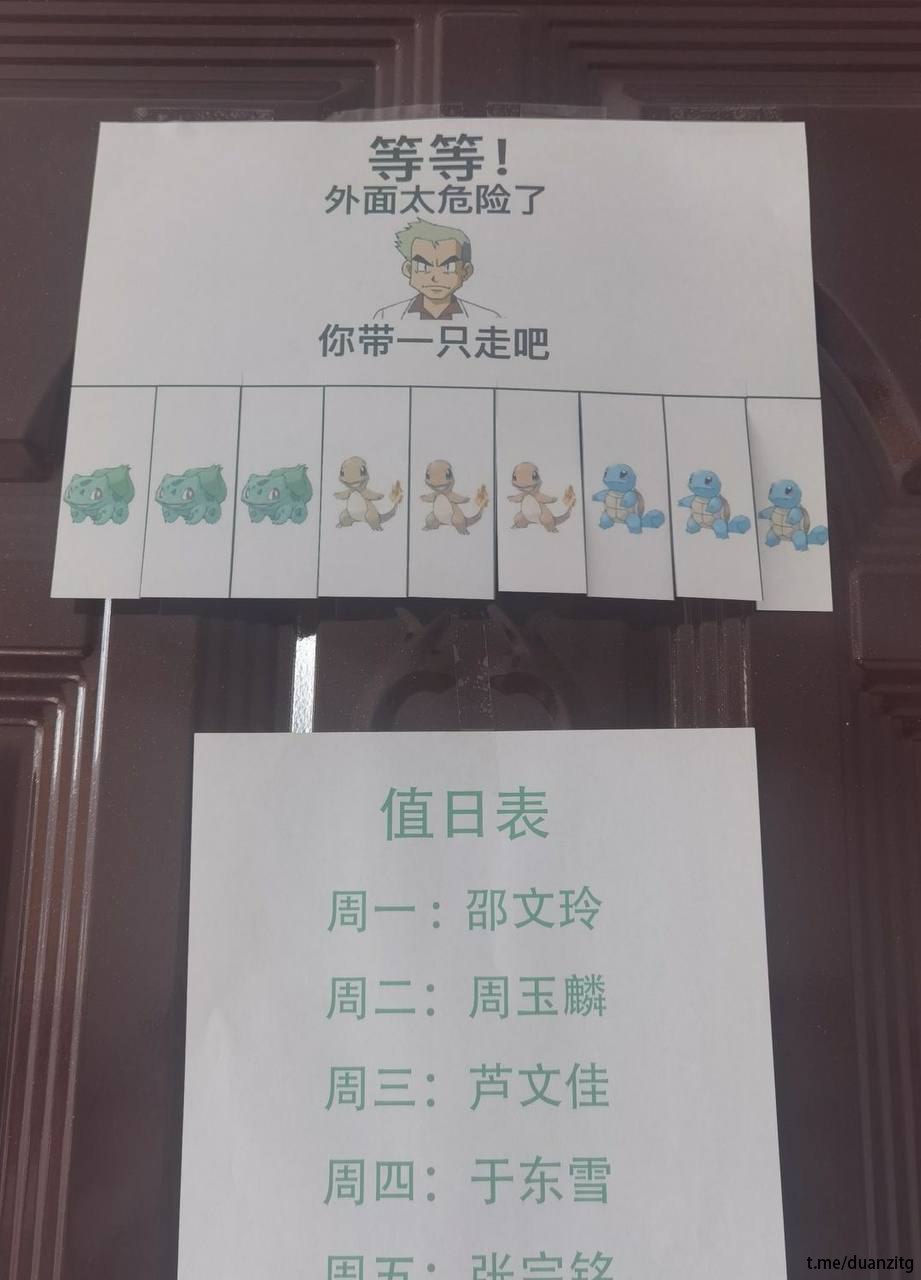 等等!
外面太危险了
你带一只走吧
值日表
周一：邵文玲
周二：周玉麟
周三：芦文佳
周四：于东雪
周五：张宗铭
t.me/duanzitg